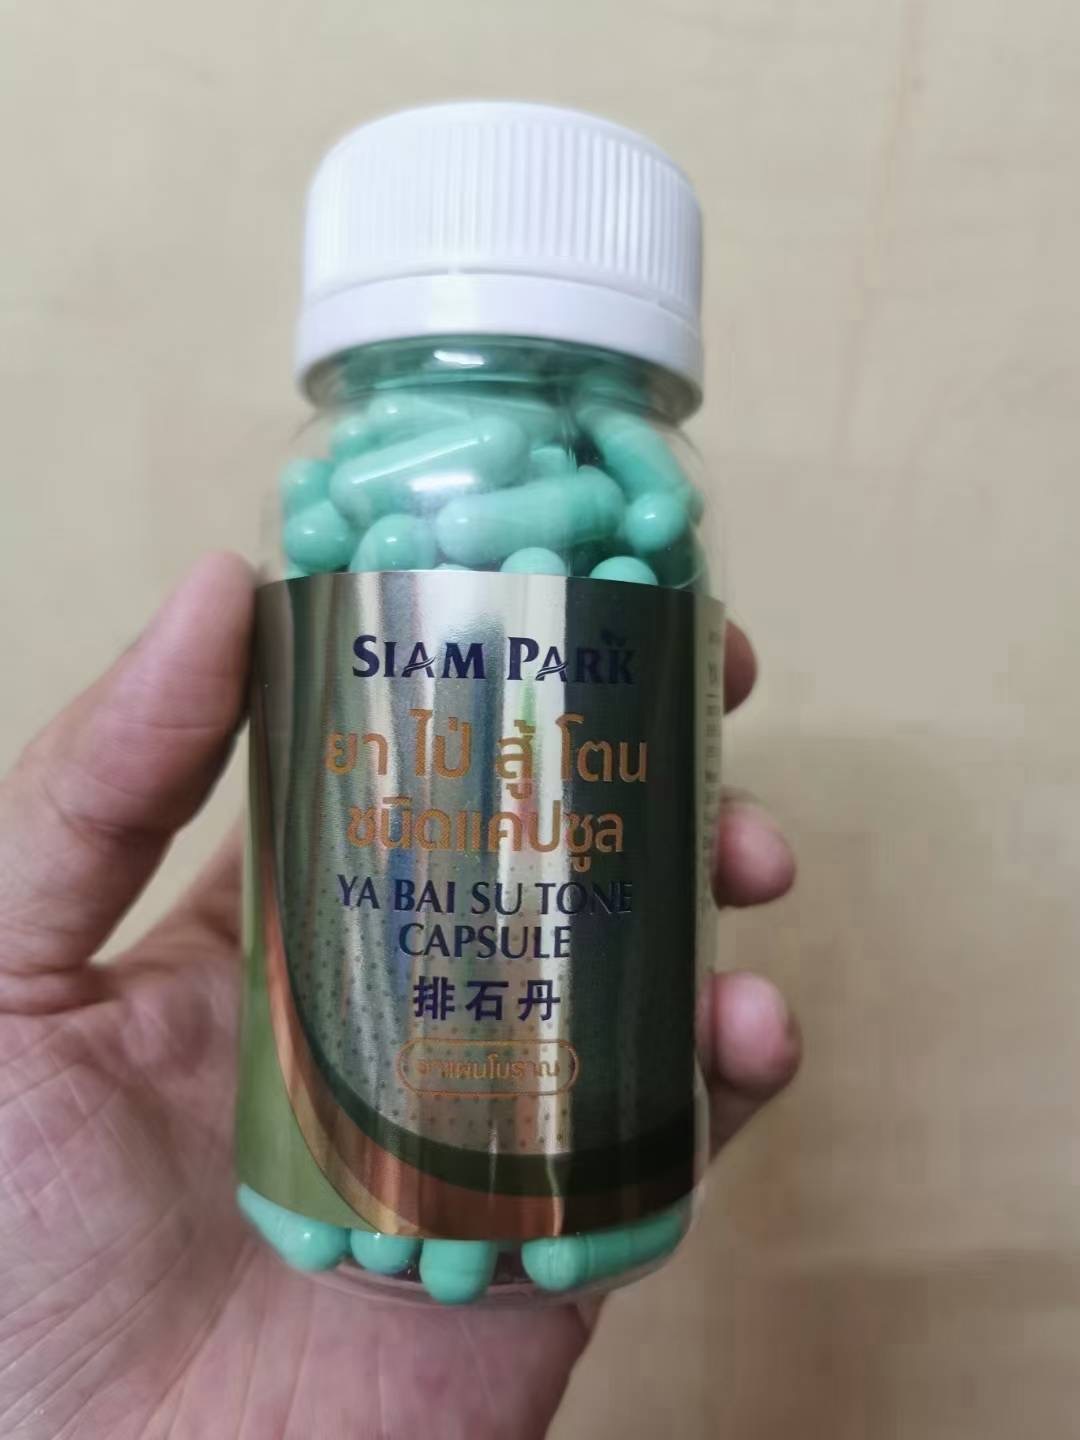 SIAM PARK
ยา ไป่ สู้ โตน
ชนิดแคปซูล
YA BAI SU TONE
CAPSULE
排石丹
ยาแผนโบราณ